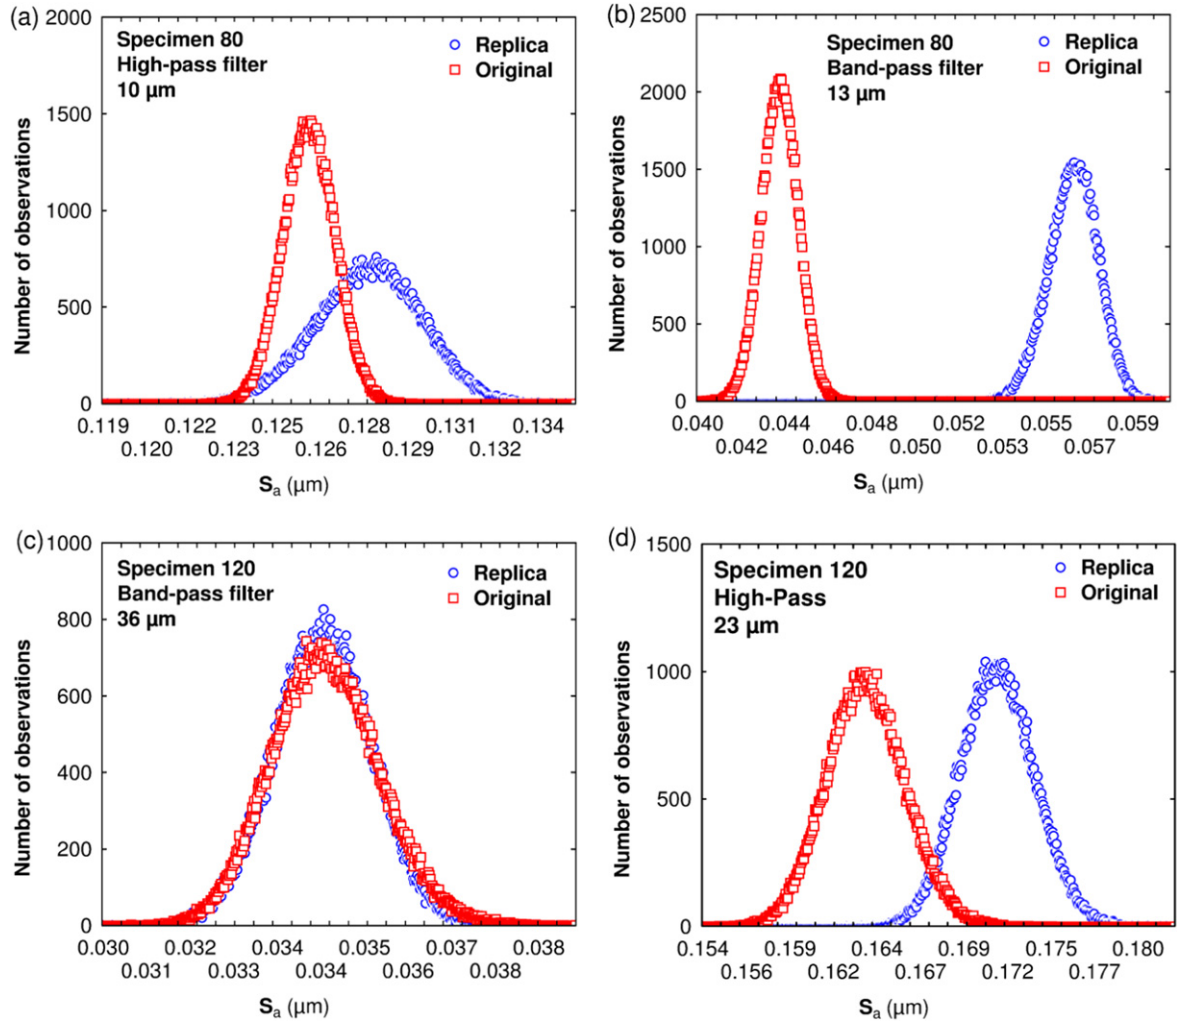 (a)
2000
1500
1000
500
0
Number of observations
Specimen 80
High-pass filter
10 µm
Replica
Original
0.119 0.122 0.125 0.128 0.131 0.134
0.120 0.123 0.126 0.129 0.132
Sa (µm)
(b)
2500
2000
1500
1000
500
0
Number of observations
Specimen 80
Band-pass filter
13 µm
Replica
Original
0.040 0.044 0.048 0.052 0.055 0.059
0.042 0.046 0.050 0.053 0.057
Sa (µm)
(c)
1000
800
600
400
200
0
Number of observations
Specimen 120
Band-pass filter
36 µm
Replica
Original
0.030 0.032 0.034 0.035 0.037 0.038
0.031 0.033 0.034 0.036 0.038
Sa (µm)
(d)
1500
1000
500
0
Number of observations
Specimen 120
High-Pass
23 µm
Replica
Original
0.154 0.159 0.164 0.169 0.175 0.180
0.156 0.162 0.167 0.172 0.177
Sa (µm)